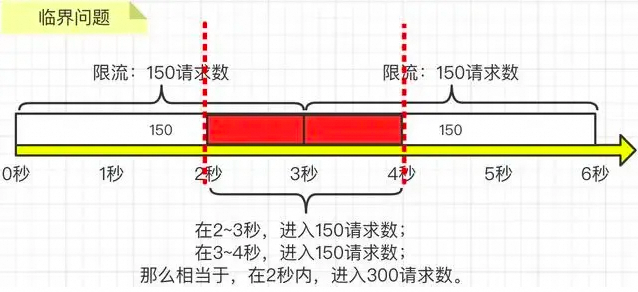 临界问题
限流：150请求数 限流：150请求数
150 150
0秒 1秒 2秒 3秒 4秒 5秒 6秒
在2~3秒，进入150请求数；
在3~4秒，进入150请求数；
那么相当于，在2秒内，进入300请求数。